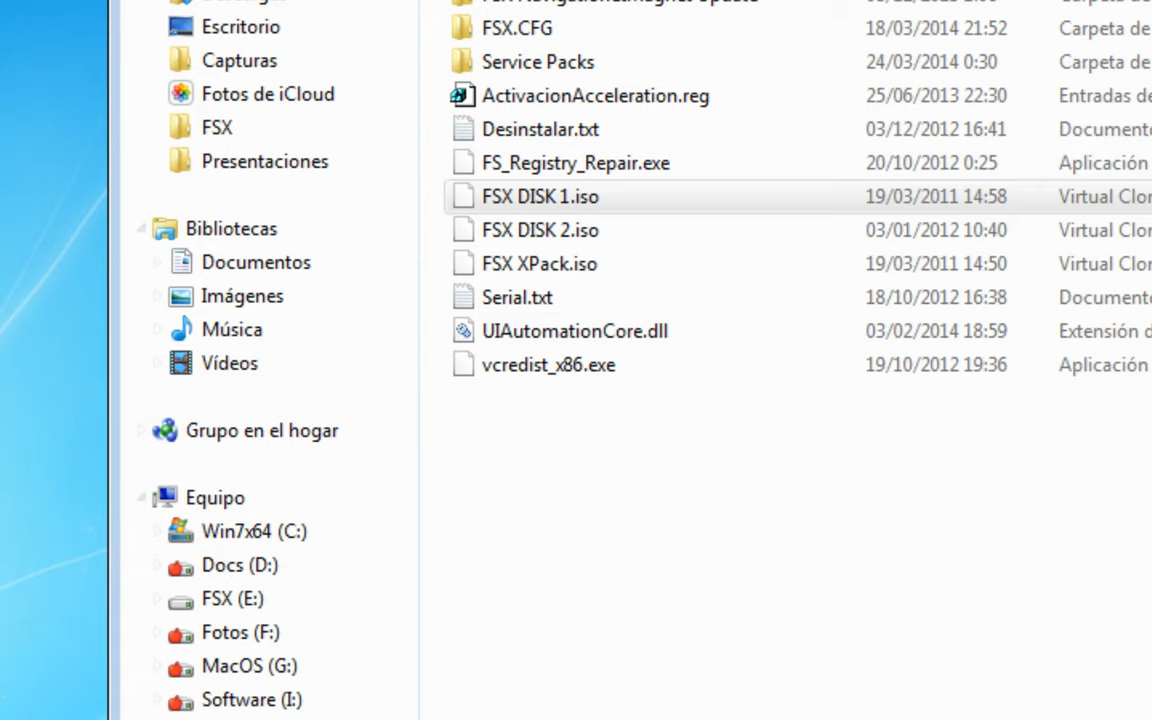 Escritorio
Capturas
Fotos de iCloud
FSX
Presentaciones
Bibliotecas
Documentos
Imágenes
Música
Vídeos
Grupo en el hogar
Equipo
Win7x64 (C:)
Docs (D:)
FSX (E:)
Fotos (F:)
MacOS (G:)
Software (I:)
FSX.CFG 18/03/2014 21:52 Carpeta de
Service Packs 24/03/2014 0:30 Carpeta de
ActivacionAcceleration.reg 25/06/2013 22:30 Entradas de
Desinstalar.txt 03/12/2012 16:41 Documento
FS_Registry_Repair.exe 20/10/2012 0:25 Aplicación
FSX DISK 1.iso 19/03/2011 14:58 Virtual Clon
FSX DISK 2.iso 03/01/2012 10:40 Virtual Clon
FSX XPack.iso 19/03/2011 14:50 Virtual Clon
Serial.txt 18/10/2012 16:38 Documento
UIAutomationCore.dll 03/02/2014 18:59 Extensión d
vcredist_x86.exe 19/10/2012 19:36 Aplicación